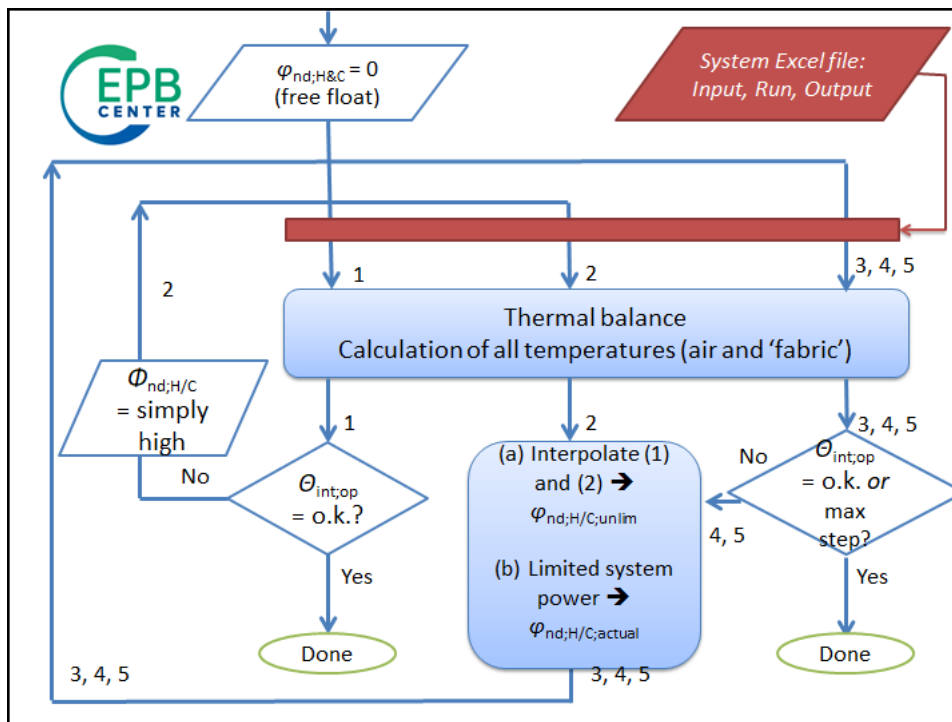 EPB
CENTER
φnd;H&C = 0
(free float)
System Excel file:
Input, Run, Output
2
1
2
3, 4, 5
Thermal balance
Calculation of all temperatures (air and ‘fabric’)
Φnd;H/C
= simply
high
1
2
3, 4, 5
No
Θint;op
= o.k.?
(a) Interpolate (1)
and (2) ➔
φnd;H/C;unlim
(b) Limited system
power ➔
φnd;H/C;actual
No
Θint;op
= o.k. or
max
step?
4, 5
Yes
Yes
Done
Done
3, 4, 5
3, 4, 5